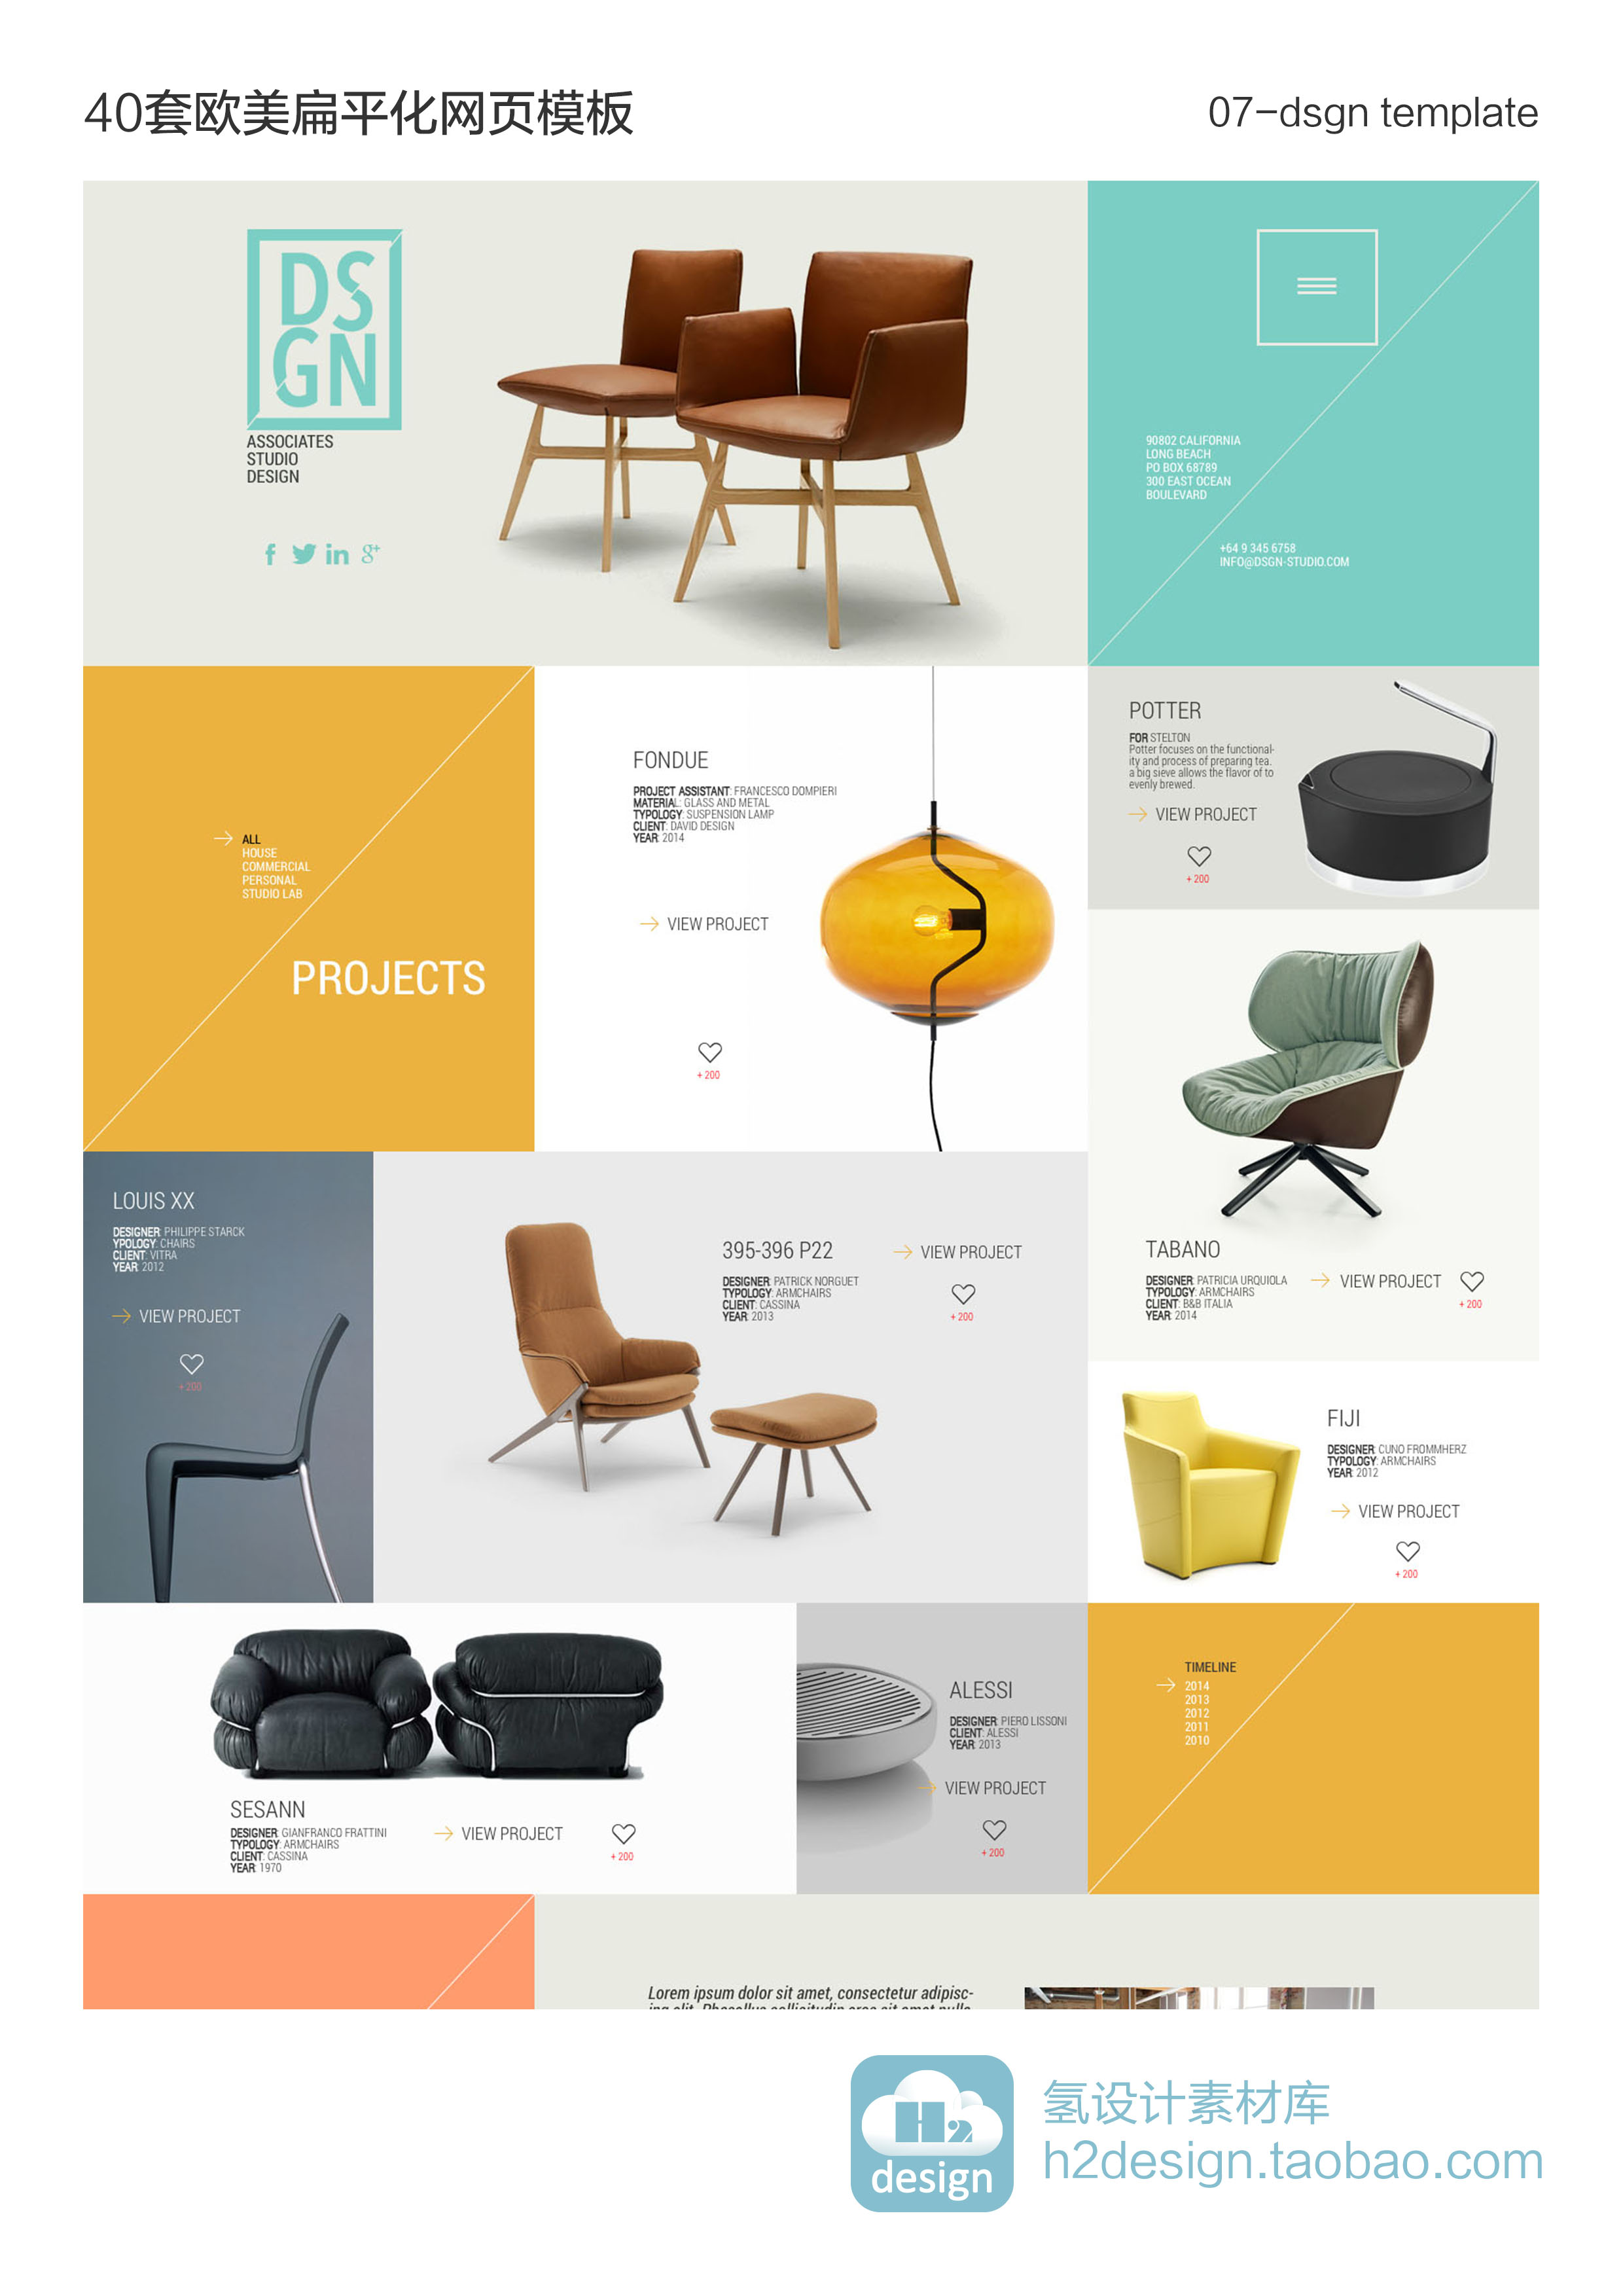 40套欧美扁平化网页模板
07-dsgn template
DS
GN
ASSOCIATES
STUDIO
DESIGN
90802 CALIFORNIA
LONG BEACH
PO BOX 68789
300 EAST OCEAN
BOULEVARD
+64 9 345 6758
INFO@DSGN-STUDIO.COM
ALL
HOUSE
COMMERCIAL
PERSONAL
STUDIO LAB
PROJECTS
FONDUE
PROJECT ASSISTANT: FRANCESCO DOMPIERI
MATERIAL: GLASS AND METAL
TYPOLOGY: SUSPENSION LAMP
CLIENT: DAVID DESIGN
YEAR: 2014
VIEW PROJECT
+ 200
POTTER
FOR STELTON
Potter focuses on the functional-
ity and process of preparing tea.
a big sieve allows the flavor of to
evenly brewed.
VIEW PROJECT
+ 200
TABANO
DESIGNER: PATRICIA URQUIOLA
TYPOLOGY: ARMCHAIRS
CLIENT: B&B ITALIA
YEAR: 2014
VIEW PROJECT
+ 200
LOUIS XX
DESIGNER: PHILIPPE STARCK
YPOLOGY: CHAIRS
CLIENT: VITRA
YEAR: 2012
VIEW PROJECT
+ 200
395-396 P22
DESIGNER: PATRICK NORGUET
TYPOLOGY: ARMCHAIRS
CLIENT: CASSINA
YEAR: 2013
VIEW PROJECT
+ 200
FIJI
DESIGNER: CUNO FROMMHERZ
TYPOLOGY: ARMCHAIRS
YEAR: 2012
VIEW PROJECT
+ 200
SESANN
DESIGNER: GIANFRANCO FRATTINI
TYPOLOGY: ARMCHAIRS
CLIENT: CASSINA
YEAR: 1970
VIEW PROJECT
+ 200
ALESSI
DESIGNER: PIERO LISSONI
CLIENT: ALESSI
YEAR: 2013
VIEW PROJECT
+ 200
TIMELINE
2014
2013
2012
2011
2010
Lorem ipsum dolor sit amet, consectetur adipisc-
H2
design
氢设计素材库
h2design.taobao.com